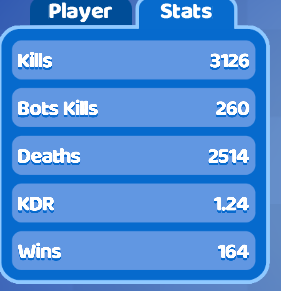 Player Stats
Kills 3126
Bots Kills 260
Deaths 2514
KDR 1.24
Wins 164